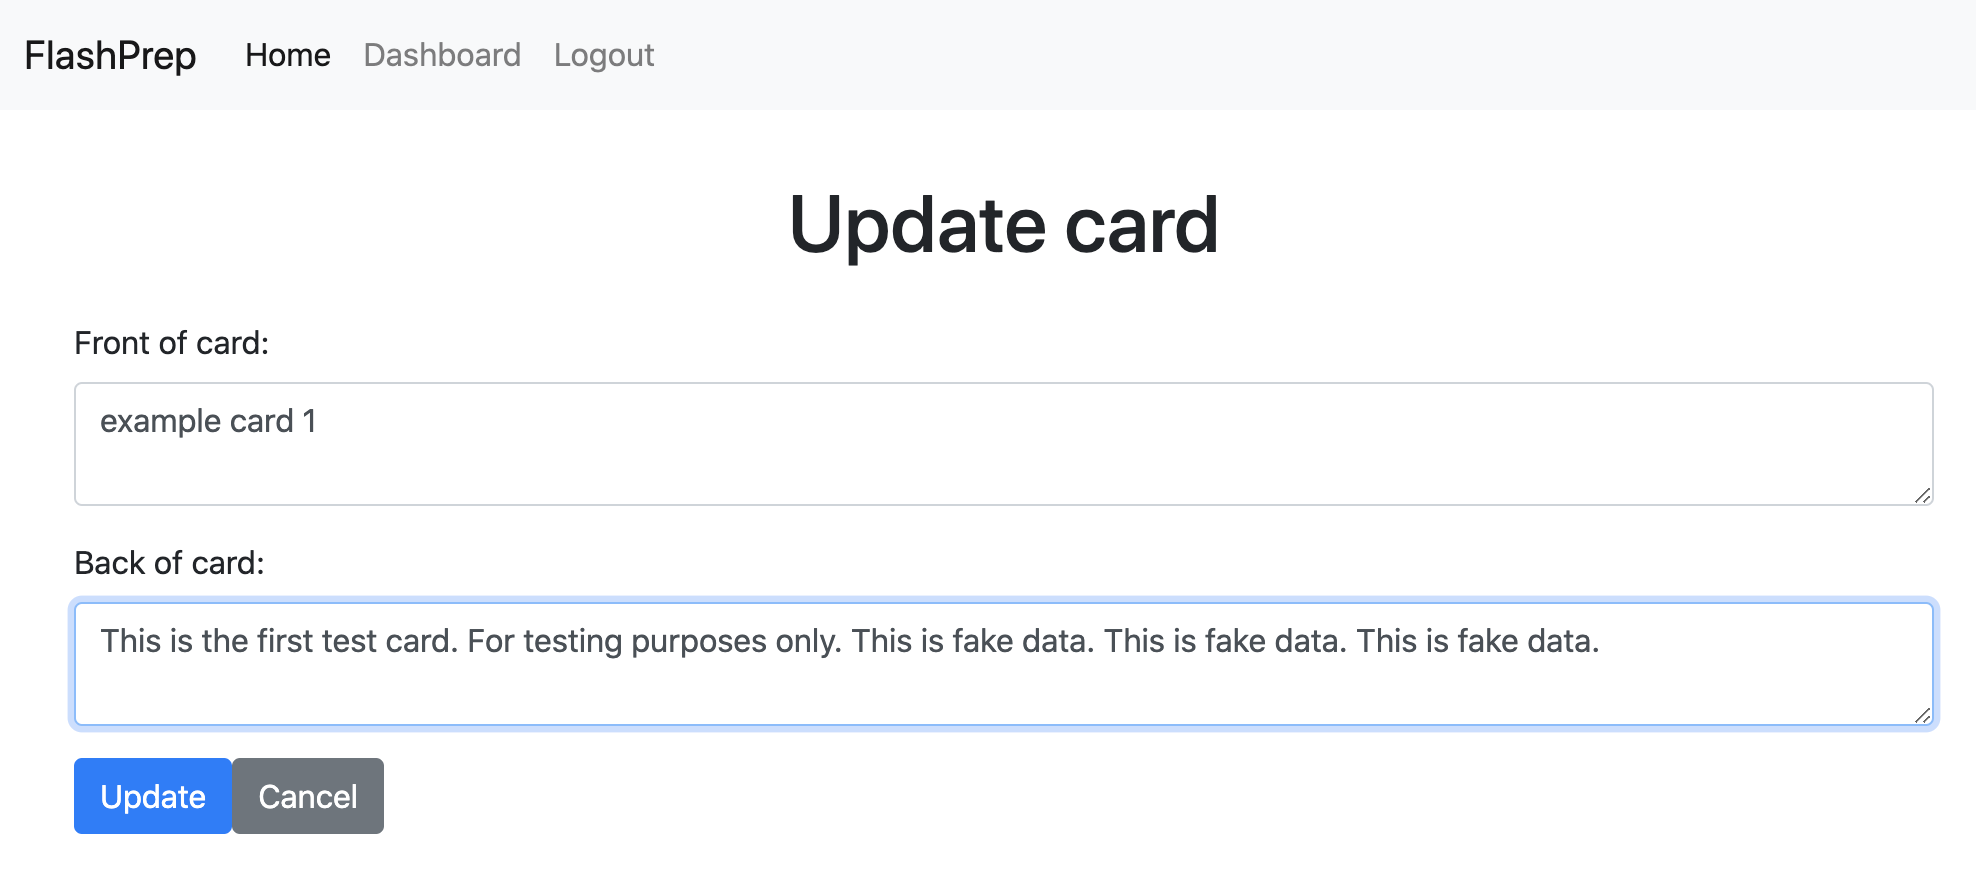 FlashPrep Home Dashboard Logout
Update card
Front of card:
example card 1
Back of card:
This is the first test card. For testing purposes only. This is fake data. This is fake data. This is fake data.
Update Cancel